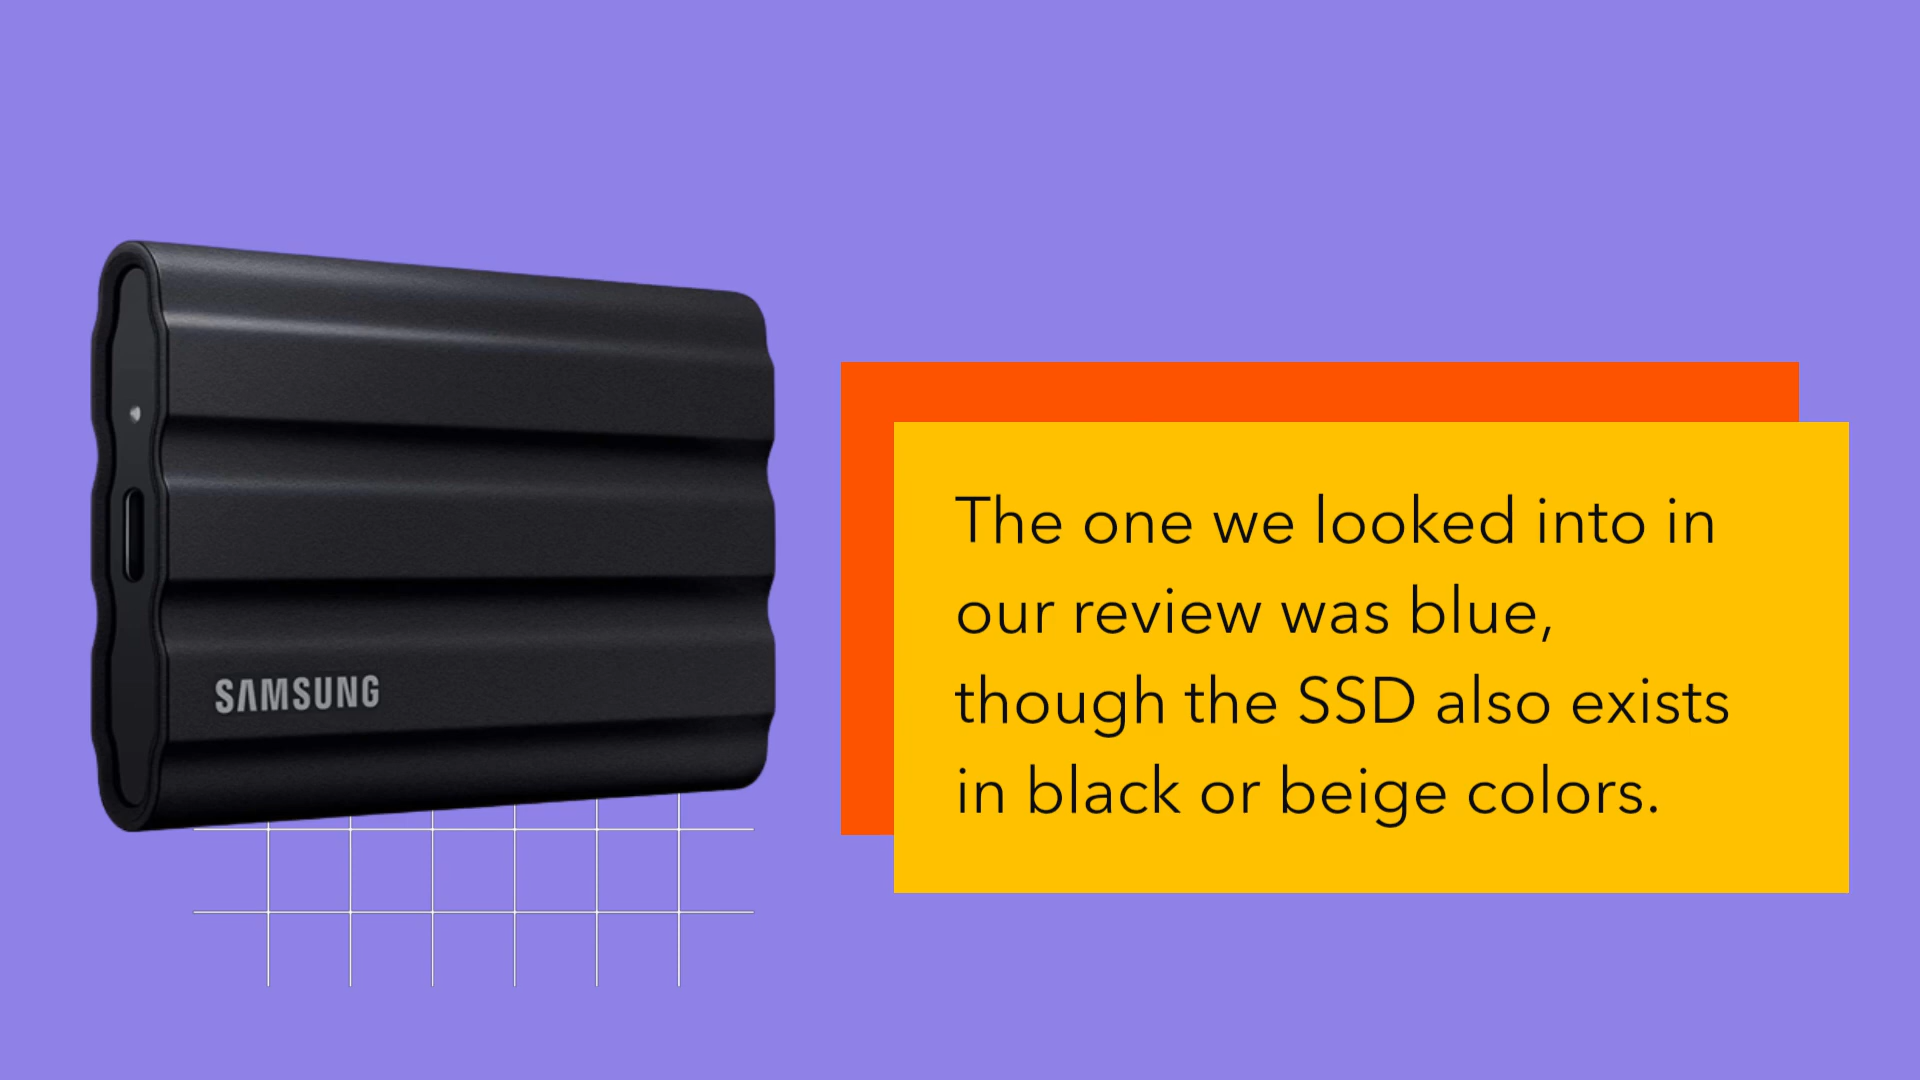 SAMSUNG
The one we looked into in
our review was blue,
though the SSD also exists
in black or beige colors.